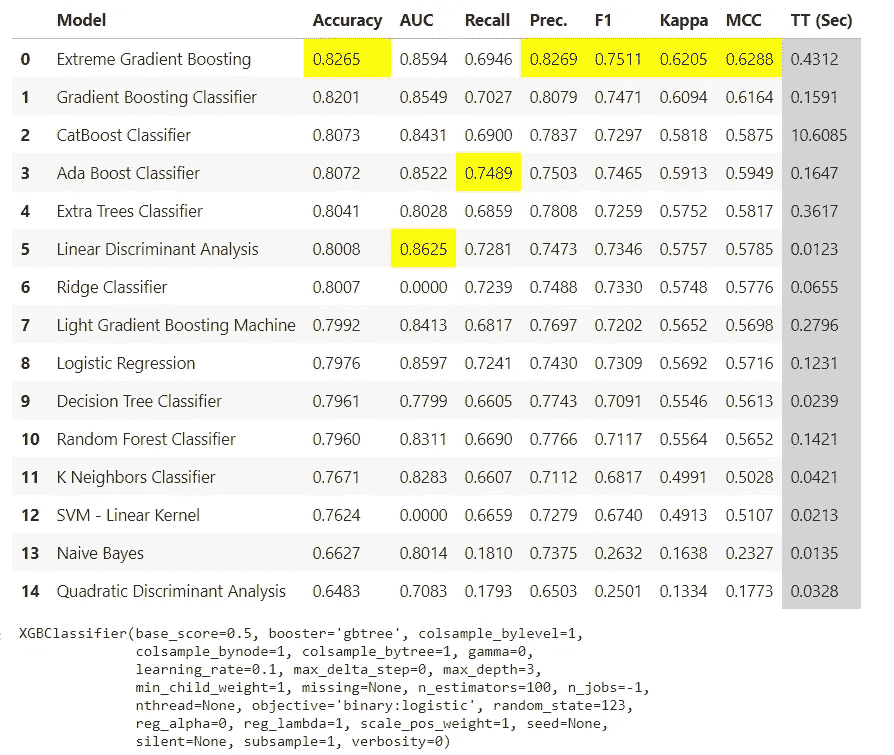 Model Accuracy AUC Recall Prec. F1 Kappa MCC TT (Sec)
0 Extreme Gradient Boosting 0.8265 0.8594 0.6946 0.8269 0.7511 0.6205 0.6288 0.4312
1 Gradient Boosting Classifier 0.8201 0.8549 0.7027 0.8079 0.7471 0.6094 0.6164 0.1591
2 CatBoost Classifier 0.8073 0.8431 0.6900 0.7837 0.7297 0.5818 0.5875 10.6085
3 Ada Boost Classifier 0.8072 0.8522 0.7489 0.7503 0.7465 0.5913 0.5949 0.1647
4 Extra Trees Classifier 0.8041 0.8028 0.6859 0.7808 0.7259 0.5752 0.5817 0.3617
5 Linear Discriminant Analysis 0.8008 0.8625 0.7281 0.7473 0.7346 0.5757 0.5785 0.0123
6 Ridge Classifier 0.8007 0.0000 0.7239 0.7488 0.7330 0.5748 0.5776 0.0655
7 Light Gradient Boosting Machine 0.7992 0.8413 0.6817 0.7697 0.7202 0.5652 0.5698 0.2796
8 Logistic Regression 0.7976 0.8597 0.7241 0.7430 0.7309 0.5692 0.5716 0.1231
9 Decision Tree Classifier 0.7961 0.7799 0.6605 0.7743 0.7091 0.5546 0.5613 0.0239
10 Random Forest Classifier 0.7960 0.8311 0.6690 0.7766 0.7117 0.5564 0.5652 0.1421
11 K Neighbors Classifier 0.7671 0.8283 0.6607 0.7112 0.6817 0.4991 0.5028 0.0421
12 SVM - Linear Kernel 0.7624 0.0000 0.6659 0.7279 0.6740 0.4913 0.5107 0.0213
13 Naive Bayes 0.6627 0.8014 0.1810 0.7375 0.2632 0.1638 0.2327 0.0135
14 Quadratic Discriminant Analysis 0.6483 0.7083 0.1793 0.6503 0.2501 0.1334 0.1773 0.0328
XGBClassifier(base_score=0.5, booster='gbtree', colsample_bylevel=1,
colsample_bynode=1, colsample_bytree=1, gamma=0,
learning_rate=0.1, max_delta_step=0, max_depth=3,
min_child_weight=1, missing=None, n_estimators=100, n_jobs=-1,
nthread=None, objective='binary:logistic', random_state=123,
reg_alpha=0, reg_lambda=1, scale_pos_weight=1, seed=None,
silent=None, subsample=1, verbosity=0)